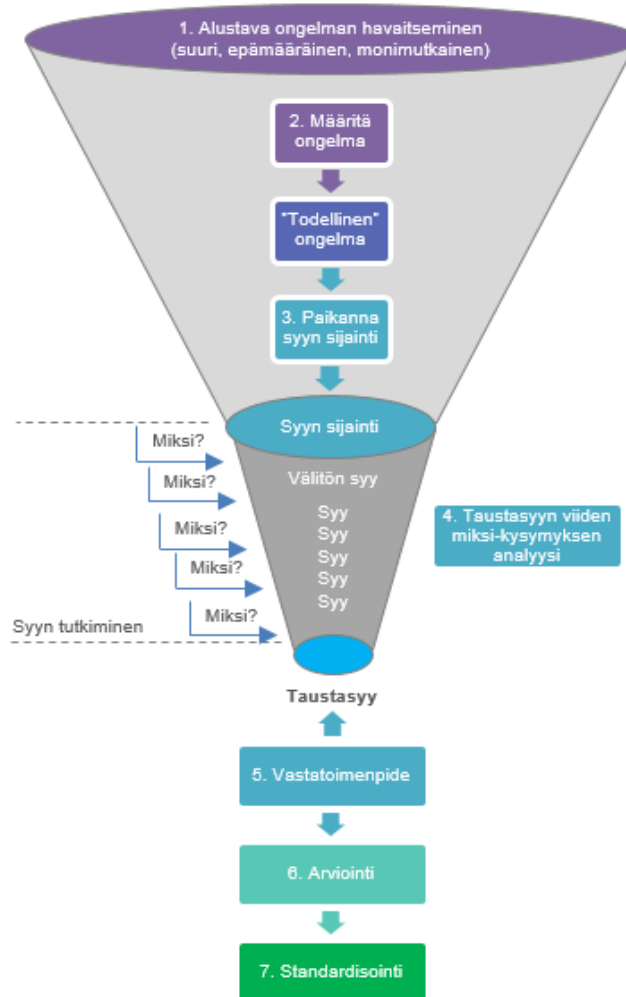 1. Alustava ongelman havaitseminen
(suuri, epämääräinen, monimutkainen)
2. Määritä
ongelma
"Todellinen"
ongelma
3. Paikanna
syyn sijainti
Syyn sijainti
Miksi?
Välitön syy
Miksi?
Syy
Miksi?
Syy
Syy
Miksi?
Syy
Syy
Miksi?
4. Taustasyyn viiden
miksi-kysymyksen
analyysi
Syyn tutkiminen
Taustasyy
5. Vastatoimenpide
6. Arviointi
7. Standardisointi